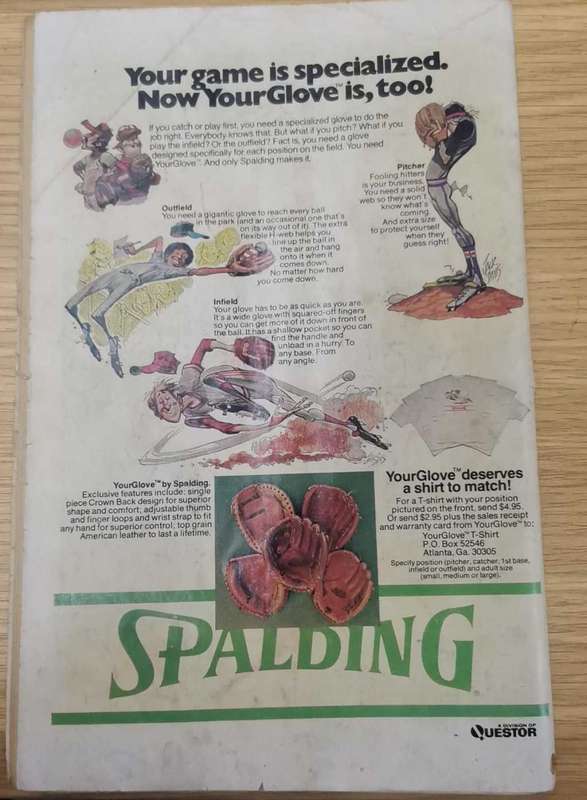 Your game is specialized.
Now YourGlove™ is, too!
If you catch or play first, you need a specialized glove to do the
job right. Everybody knows that. But what if you pitch? What if you
play the infield? Or the outfield? Fact is, you need a glove
designed specifically for each position on the field. You need
YourGlove™. And only Spalding makes it.
Pitcher
Fooling hitters
is your business.
You need a solid
web so they won't
know what's
coming.
And extra size
to protect yourself
when they
guess right!
Outfield
You need a gigantic glove to reach every ball
in the park (and an occasional one that's
on its way out of). The extra
flexible H-web helps you
line up the ball in
the air and hang
onto it when it
comes down.
No matter how hard
you come down.
Infield
Your glove has to be as quick as you are.
It's a wide glove with squared-off fingers
so you can get more of it down in front of
the ball. It has a shallow pocket so you can
find the handle and
unload in a hurry. To
any base. From
any angle.
YourGlove™ by Spalding.
Exclusive features include: single
piece Crown Back design for superior
shape and comfort; adjustable thumb
and finger loops and wrist strap to fit
any hand for superior control; top grain
American leather to last a lifetime.
YourGlove™ deserves
a shirt to match!
For a T-shirt with your position
pictured on the front, send $4.95.
Or send $2.95 plus the sales receipt
and warranty card from YourGlove™ to:
YourGlove™ T-Shirt
P.O. Box 52546
Atlanta, Ga. 30305
Specify position (pitcher, catcher, 1st base,
infield or outfield) and adult size
(small, medium or large).
SPALDING
A DIVISION OF
QUESTOR